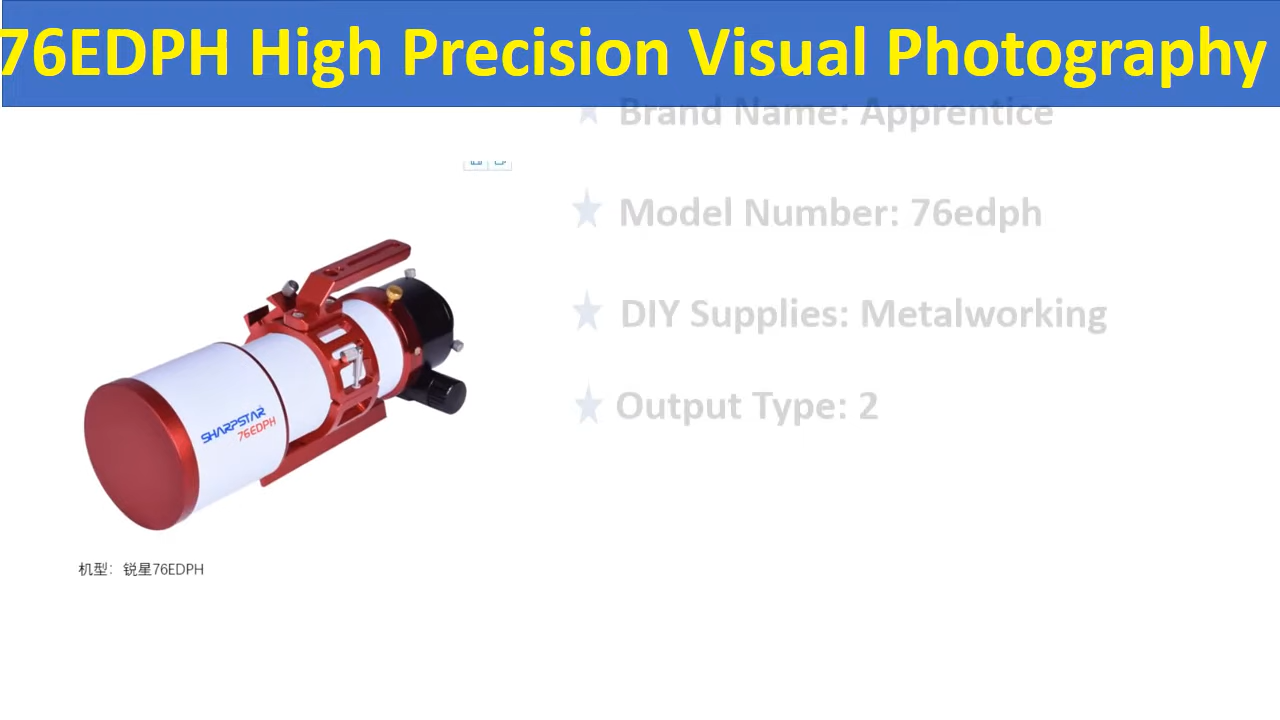 76EDPH High Precision Visual Photography
Brand Name: Apprentice
Model Number: 76edph
DIY Supplies: Metalworking
Output Type: 2
SHARPSTAR
76EDPH
机型：锐星76EDPH